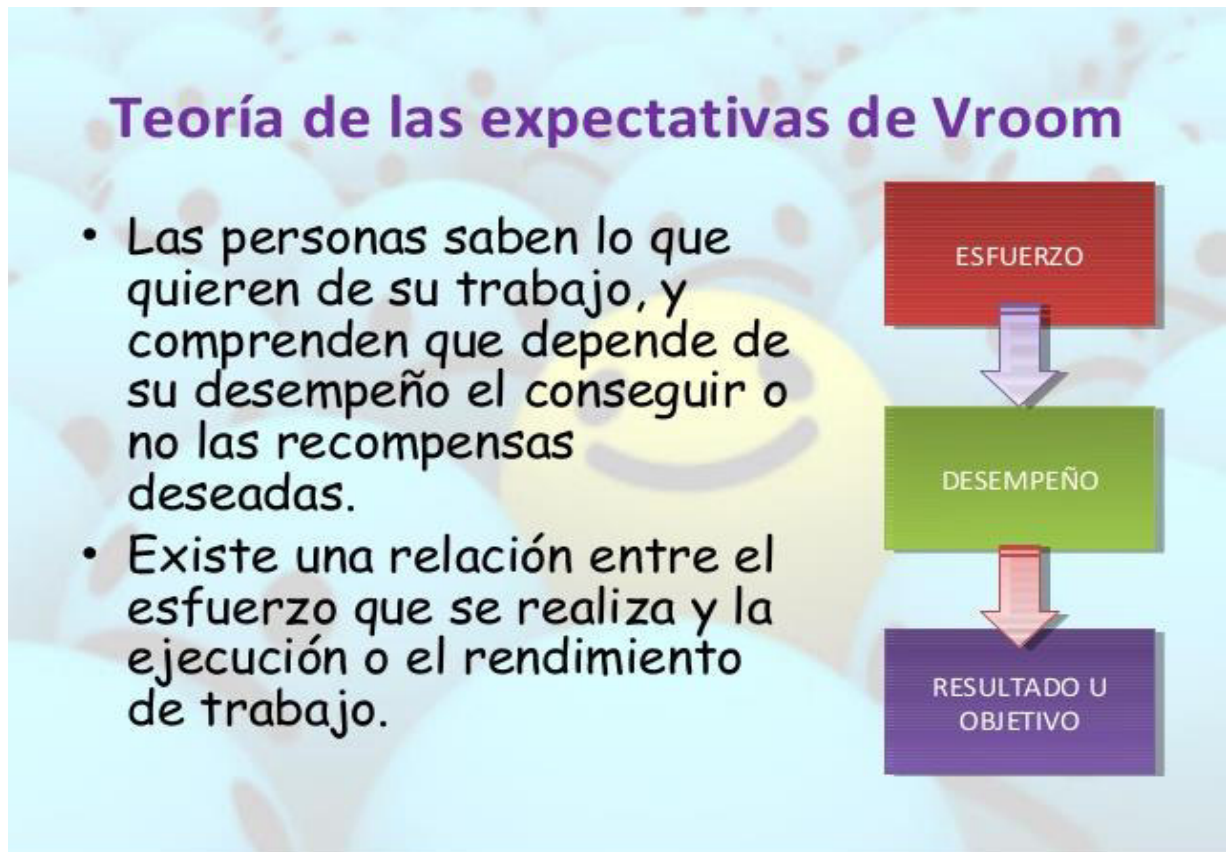 Teoría de las expectativas de Vroom
• Las personas saben lo que
quieren de su trabajo, y
comprenden que depende de
su desempeño el conseguir o
no las recompensas
deseadas.
• Existe una relación entre el
esfuerzo que se realiza y la
ejecución o el rendimiento
de trabajo.
ESFUERZO
DESEMPEÑO
RESULTADO U
OBJETIVO